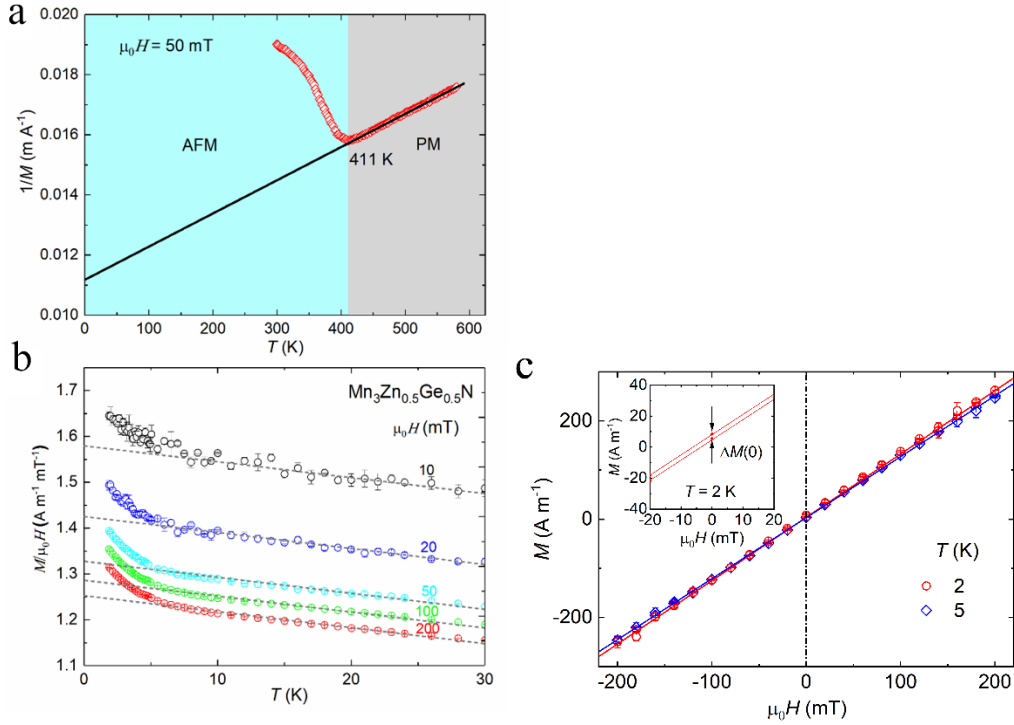 a
0.020
0.018
0.016
0.014
0.012
0.010
1/M (m A⁻¹)
μ₀H = 50 mT
AFM
PM
411 K
0 100 200 300 400 500 600
T (K)
b
1.7
1.6
1.5
1.4
1.3
1.2
1.1
M/μ₀H (A m⁻¹ mT⁻¹)
Mn₃Zn₀.₅Ge₀.₅N
μ₀H (mT)
10
20
50
100
200
0 5 10 15 20 25 30
T (K)
c
200
0
-200
M (A m⁻¹)
40
20
0
-20
-40
M (A m⁻¹)
ΔM(0)
T = 2 K
-20 -10 0 10 20
μ₀H (mT)
T (K)
2
5
-200 -100 0 100 200
μ₀H (mT)